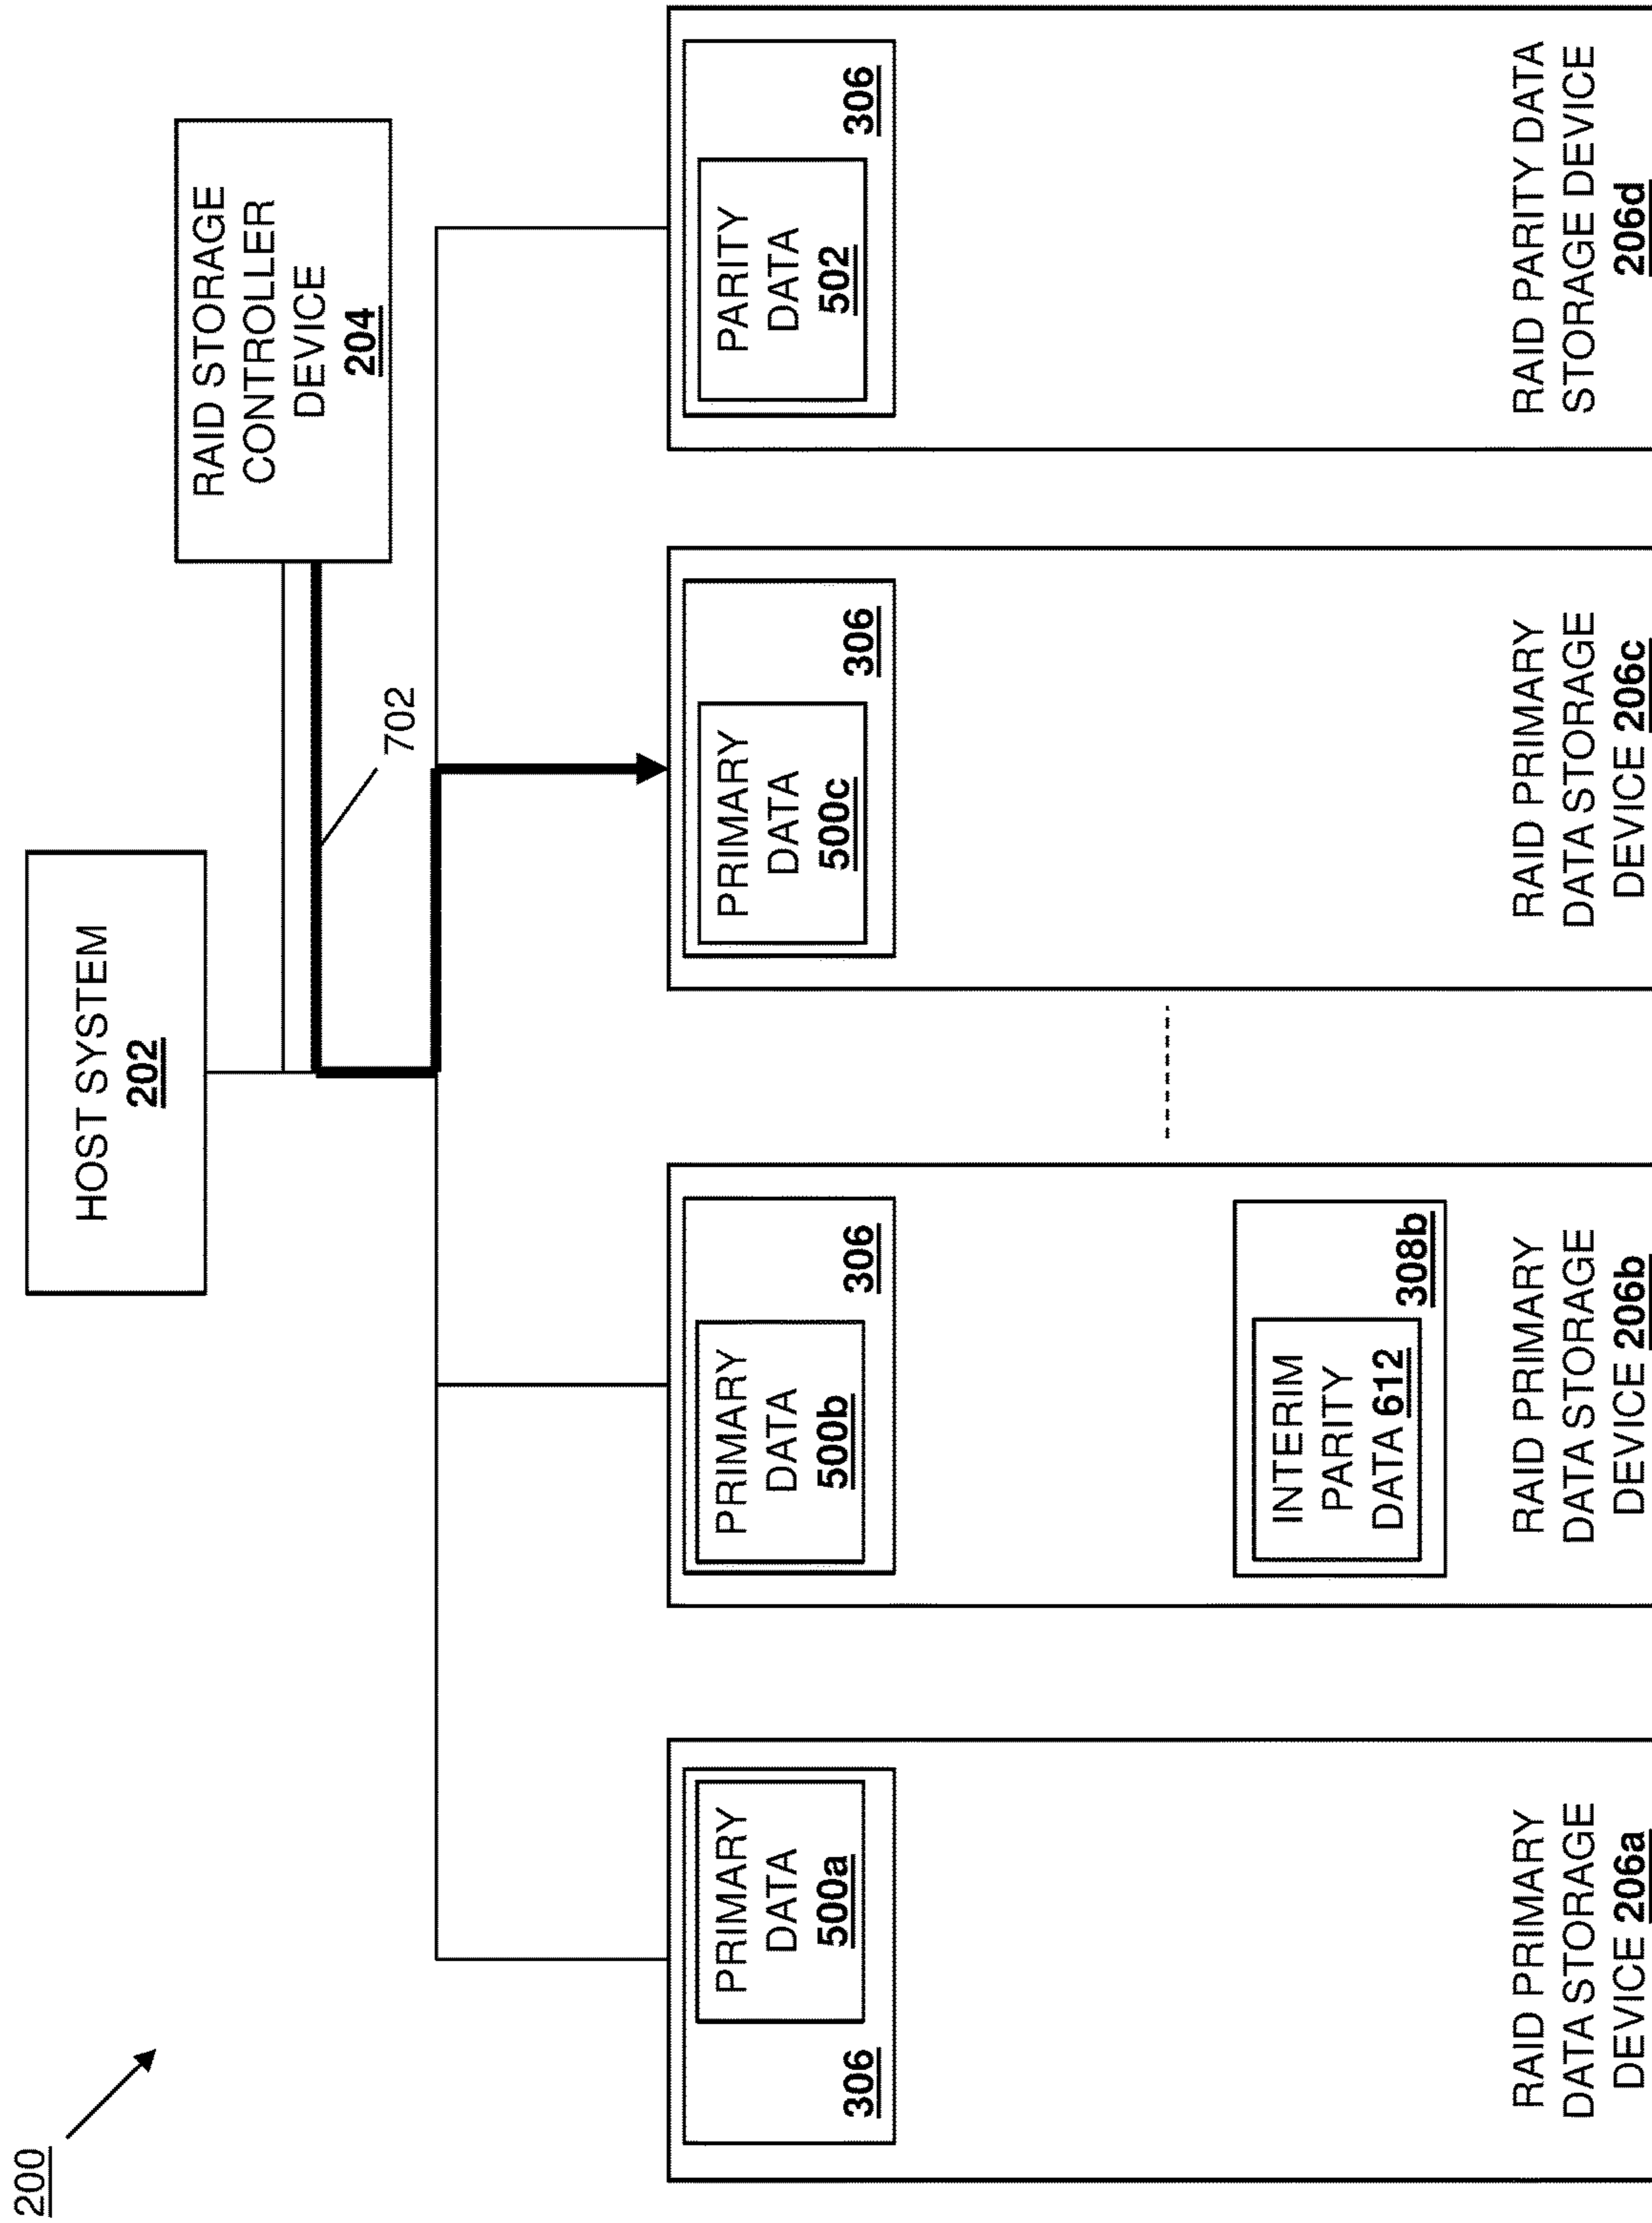 200
HOST SYSTEM
202
RAID STORAGE
CONTROLLER
DEVICE
204
702
PRIMARY
DATA
500a
306
RAID PRIMARY
DATA STORAGE
DEVICE 206a
PRIMARY
DATA
500b
306
INTERIM
PARITY
DATA 612
308b
RAID PRIMARY
DATA STORAGE
DEVICE 206b
PRIMARY
DATA
500c
306
RAID PRIMARY
DATA STORAGE
DEVICE 206c
PARITY
DATA
502
306
RAID PARITY DATA
STORAGE DEVICE
206d